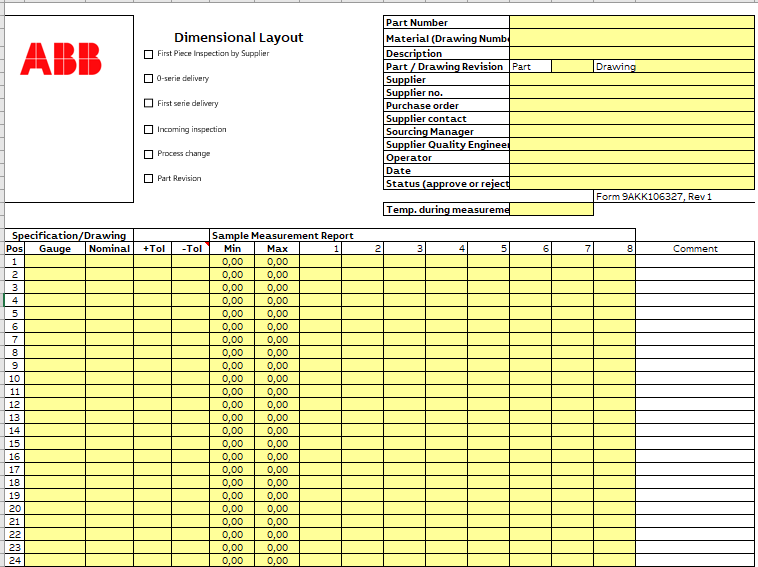 ABB
Dimensional Layout
First Piece Inspection by Supplier
0-serie delivery
First serie delivery
Incoming inspection
Process change
Part Revision
Part Number
Material (Drawing Numbe
Description
Part / Drawing Revision Part Drawing
Supplier
Supplier no.
Purchase order
Supplier contact
Sourcing Manager
Supplier Quality Engineer
Operator
Date
Status (approve or reject
Form 9AKK106327, Rev 1
Temp. during measureme
Specification/Drawing Sample Measurement Report
Pos Gauge Nominal +Tol -Tol Min Max 1 2 3 4 5 6 7 8 Comment
1 0,00 0,00
2 0,00 0,00
3 0,00 0,00
4 0,00 0,00
5 0,00 0,00
6 0,00 0,00
7 0,00 0,00
8 0,00 0,00
9 0,00 0,00
10 0,00 0,00
11 0,00 0,00
12 0,00 0,00
13 0,00 0,00
14 0,00 0,00
15 0,00 0,00
16 0,00 0,00
17 0,00 0,00
18 0,00 0,00
19 0,00 0,00
20 0,00 0,00
21 0,00 0,00
22 0,00 0,00
23 0,00 0,00
24 0,00 0,00